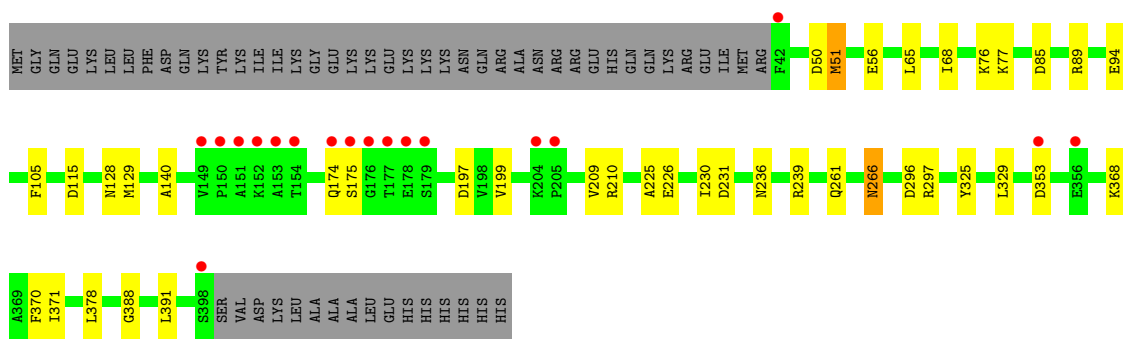 MET GLY GLN GLU LYS LEU LEU PHE ASP GLN LYS TYR LYS ILE ILE LYS GLY GLU LYS LYS GLU LYS LYS LYS ASN GLN ARG ALA ASN ARG ARG GLU HIS GLN GLN LYS ARG GLU ILE MET ARG F42 D50 M51 E56 L65 I68 K76 K77 D85 R89 E94
F105 D115 N128 M129 A140 V149 P150 A151 K152 A153 T154 Q174 S175 G176 T177 E178 S179 D197 V198 V199 K204 P205 V209 R210 A225 E226 I230 D231 N236 R239 Q261 N266 D296 R297 Y325 L329 D353 E356 K368
A369 F370 I371 L378 G388 L391 S398 SER VAL ASP LYS LEU ALA ALA ALA LEU GLU HIS HIS HIS HIS HIS HIS